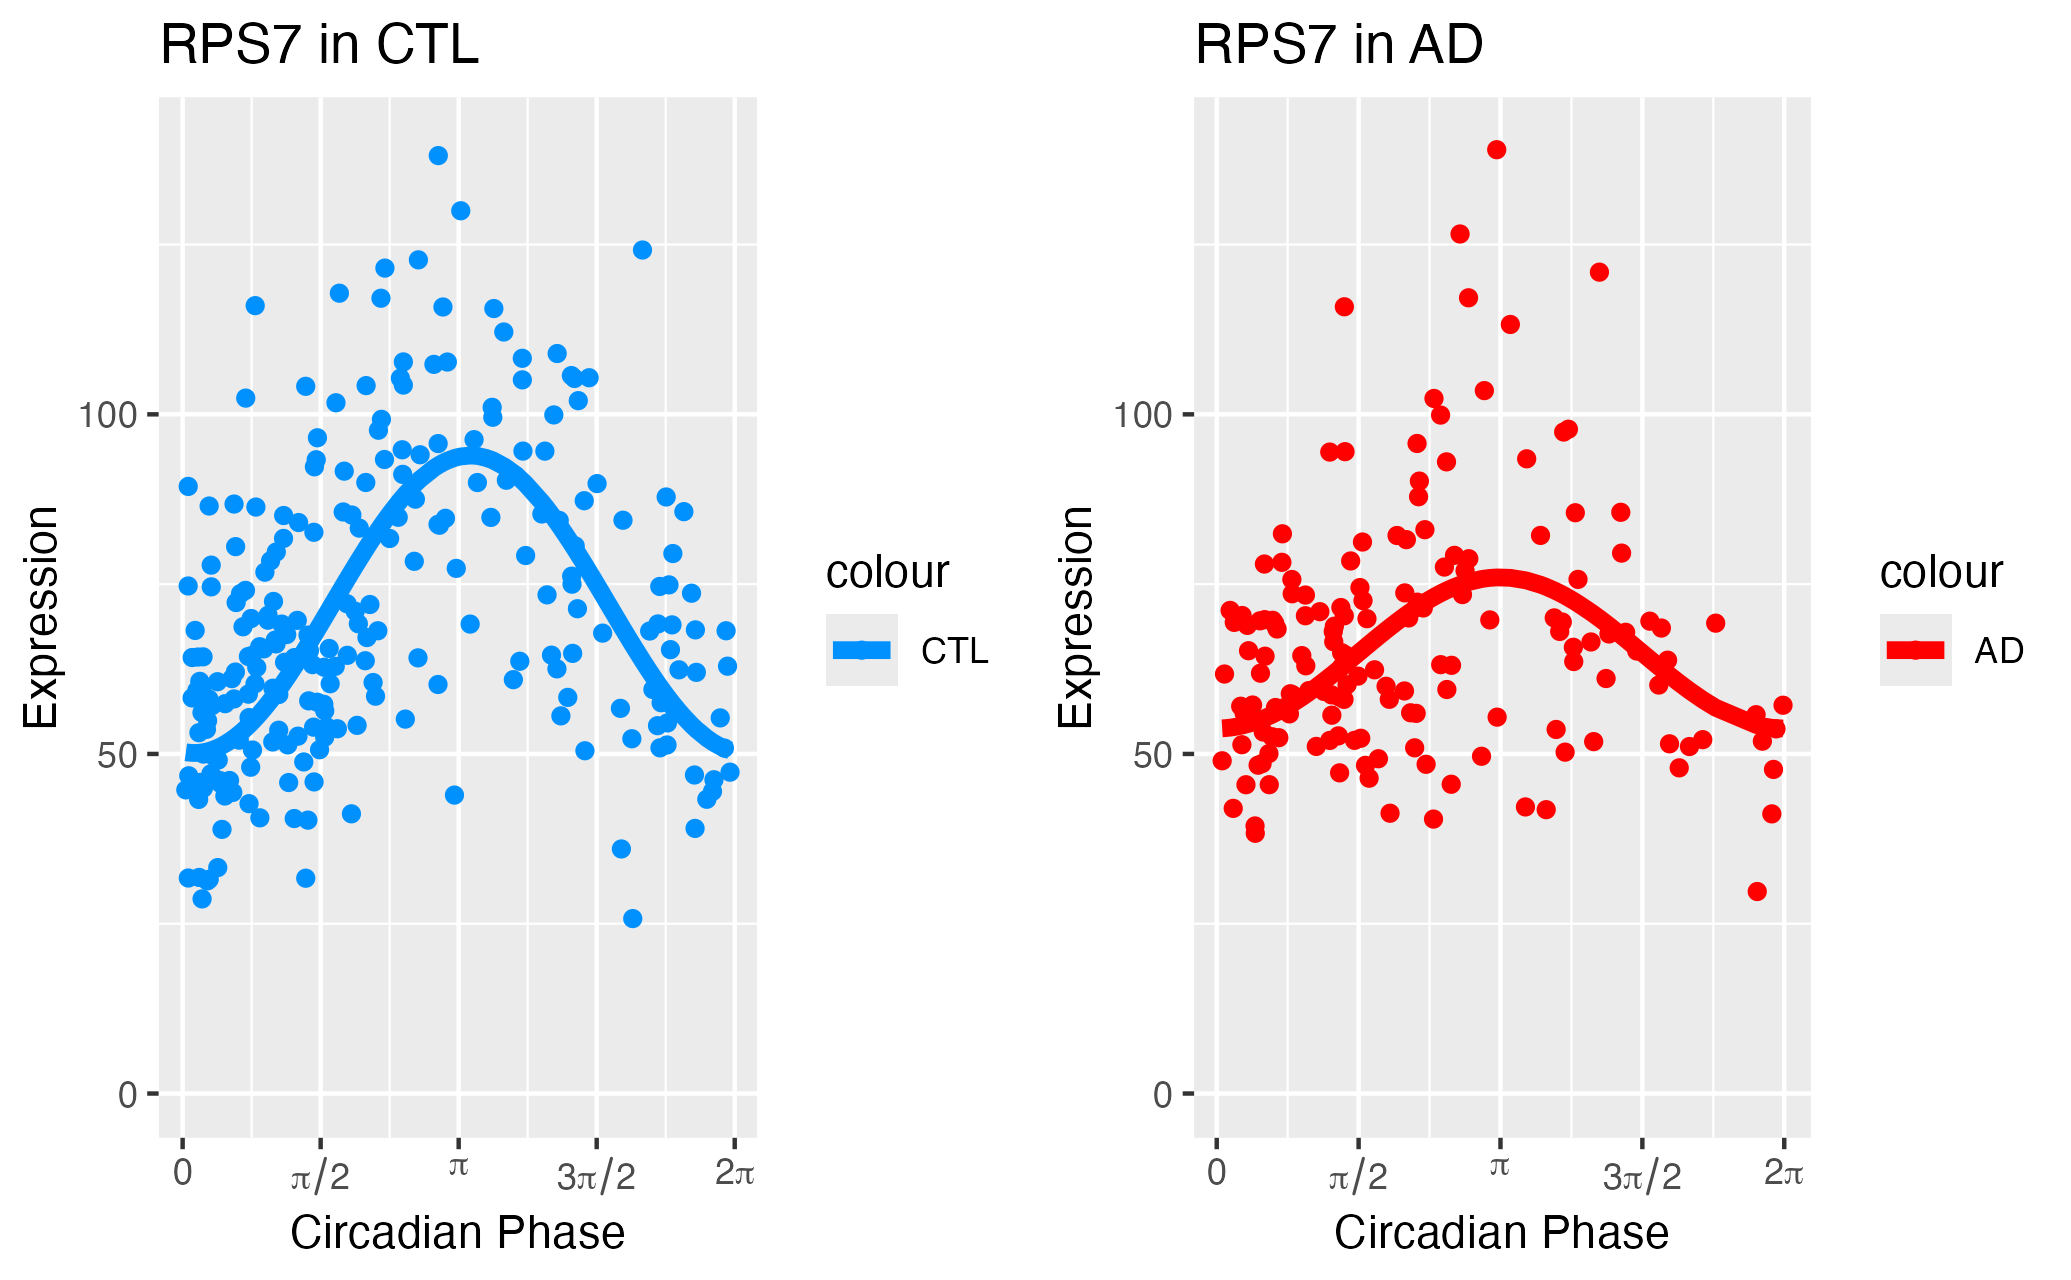 RPS7 in CTL
Expression
100
50
0
0 π/2 π 3π/2 2π
Circadian Phase
colour
CTL
RPS7 in AD
Expression
100
50
0
0 π/2 π 3π/2 2π
Circadian Phase
colour
AD